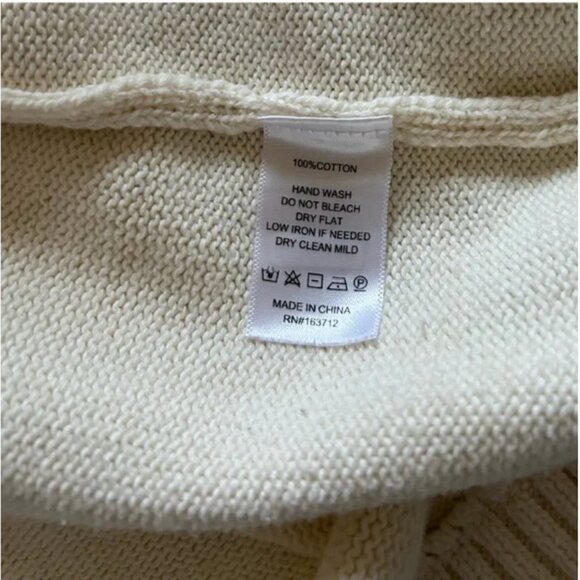 100%COTTON
HAND WASH
DO NOT BLEACH
DRY FLAT
LOW IRON IF NEEDED
DRY CLEAN MILD
P
MADE IN CHINA
RN#163712